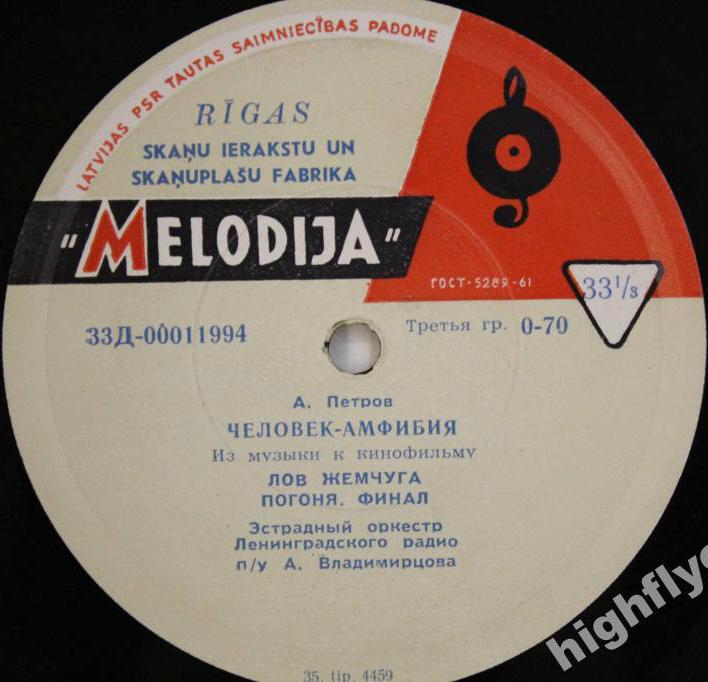 LATVIJAS PSR TAUTAS SAIMNIECĪBAS PADOME
RĪGAS
SKAŅU IERAKSTU UN
SKAŅUPLAŠU FABRIKA
"MELODIJA"
ГОСТ·5289-61
33 1/3
33Д-00011994
Третья гр. 0-70
А. Петров
ЧЕЛОВЕК-АМФИБИЯ
Из музыки к кинофильму
ЛОВ ЖЕМЧУГА
ПОГОНЯ. ФИНАЛ
Эстрадный оркестр
Ленинградского радио
п/у А. Владимирцова
35. tip. 4459